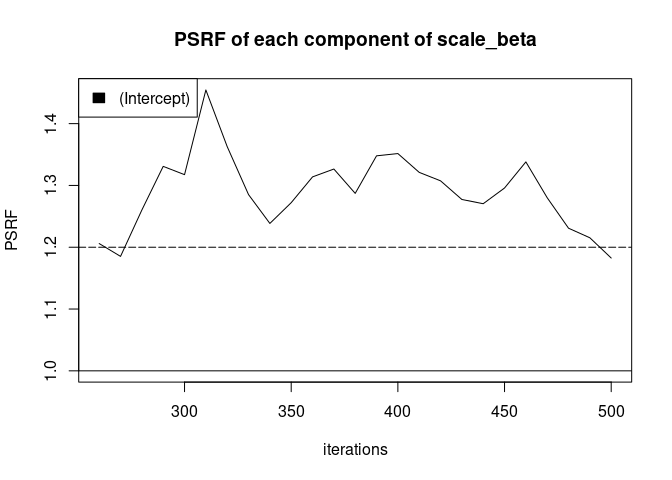 PSRF of each component of scale_beta
(Intercept)
PSRF
1.4
1.3
1.2
1.1
1.0
300 350 400 450 500
iterations